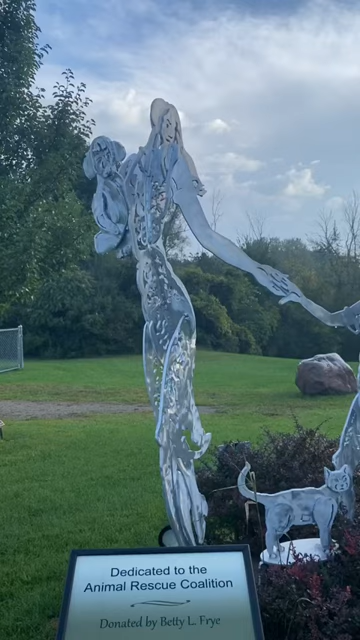 Dedicated to the
Animal Rescue Coalition
Donated by Betty L. Frye